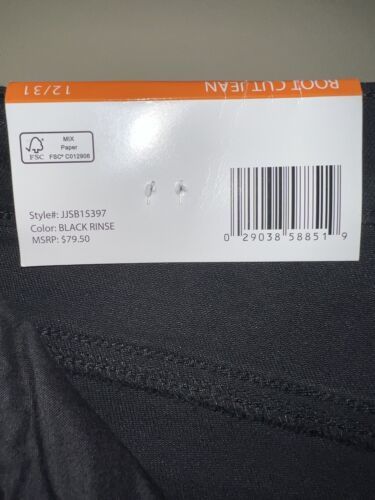 BOOT CUT JEAN
12/31
FSC
MIX
Paper
FSC® C012908
Style#: JJSB15397
Color: BLACK RINSE
MSRP: $79.50
0 29038 58851 9